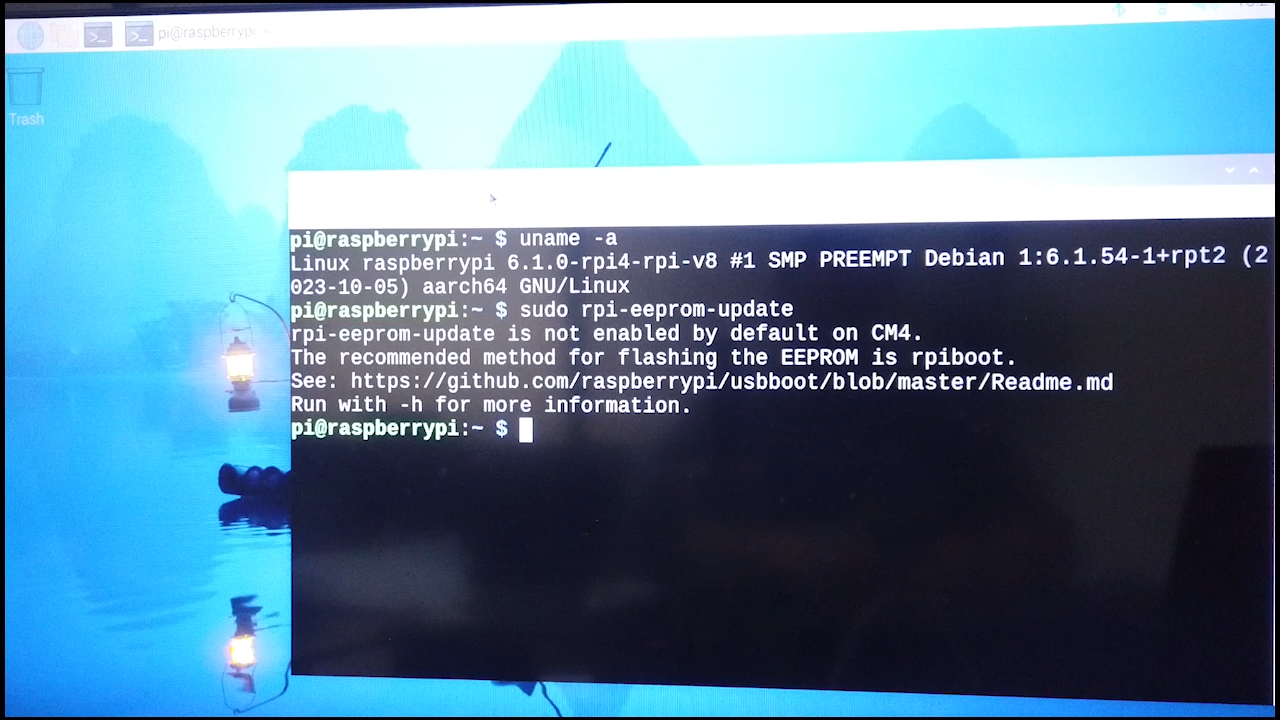 pi@raspberrypi: ~
Trash
pi@raspberrypi:~ $ uname -a
Linux raspberrypi 6.1.0-rpi4-rpi-v8 #1 SMP PREEMPT Debian 1:6.1.54-1+rpt2 (2
023-10-05) aarch64 GNU/Linux
pi@raspberrypi:~ $ sudo rpi-eeprom-update
rpi-eeprom-update is not enabled by default on CM4.
The recommended method for flashing the EEPROM is rpiboot.
See: https://github.com/raspberrypi/usbboot/blob/master/Readme.md
Run with -h for more information.
pi@raspberrypi:~ $